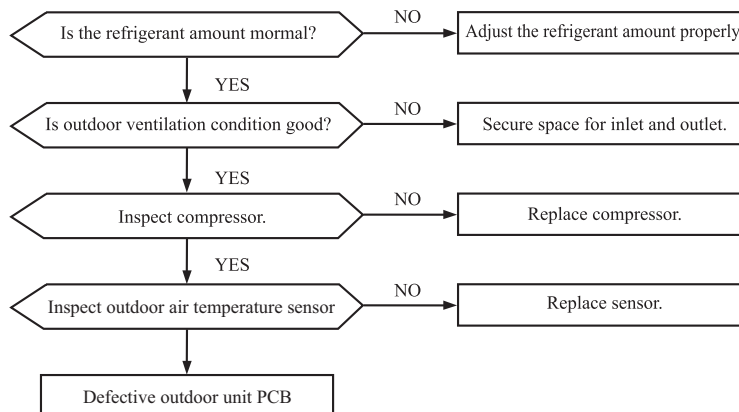 Is the refrigerant amount mormal?
NO
Adjust the refrigerant amount properly
YES
Is outdoor ventilation condition good?
NO
Secure space for inlet and outlet.
YES
Inspect compressor.
NO
Replace compressor.
YES
Inspect outdoor air temperature sensor
NO
Replace sensor.
Defective outdoor unit PCB